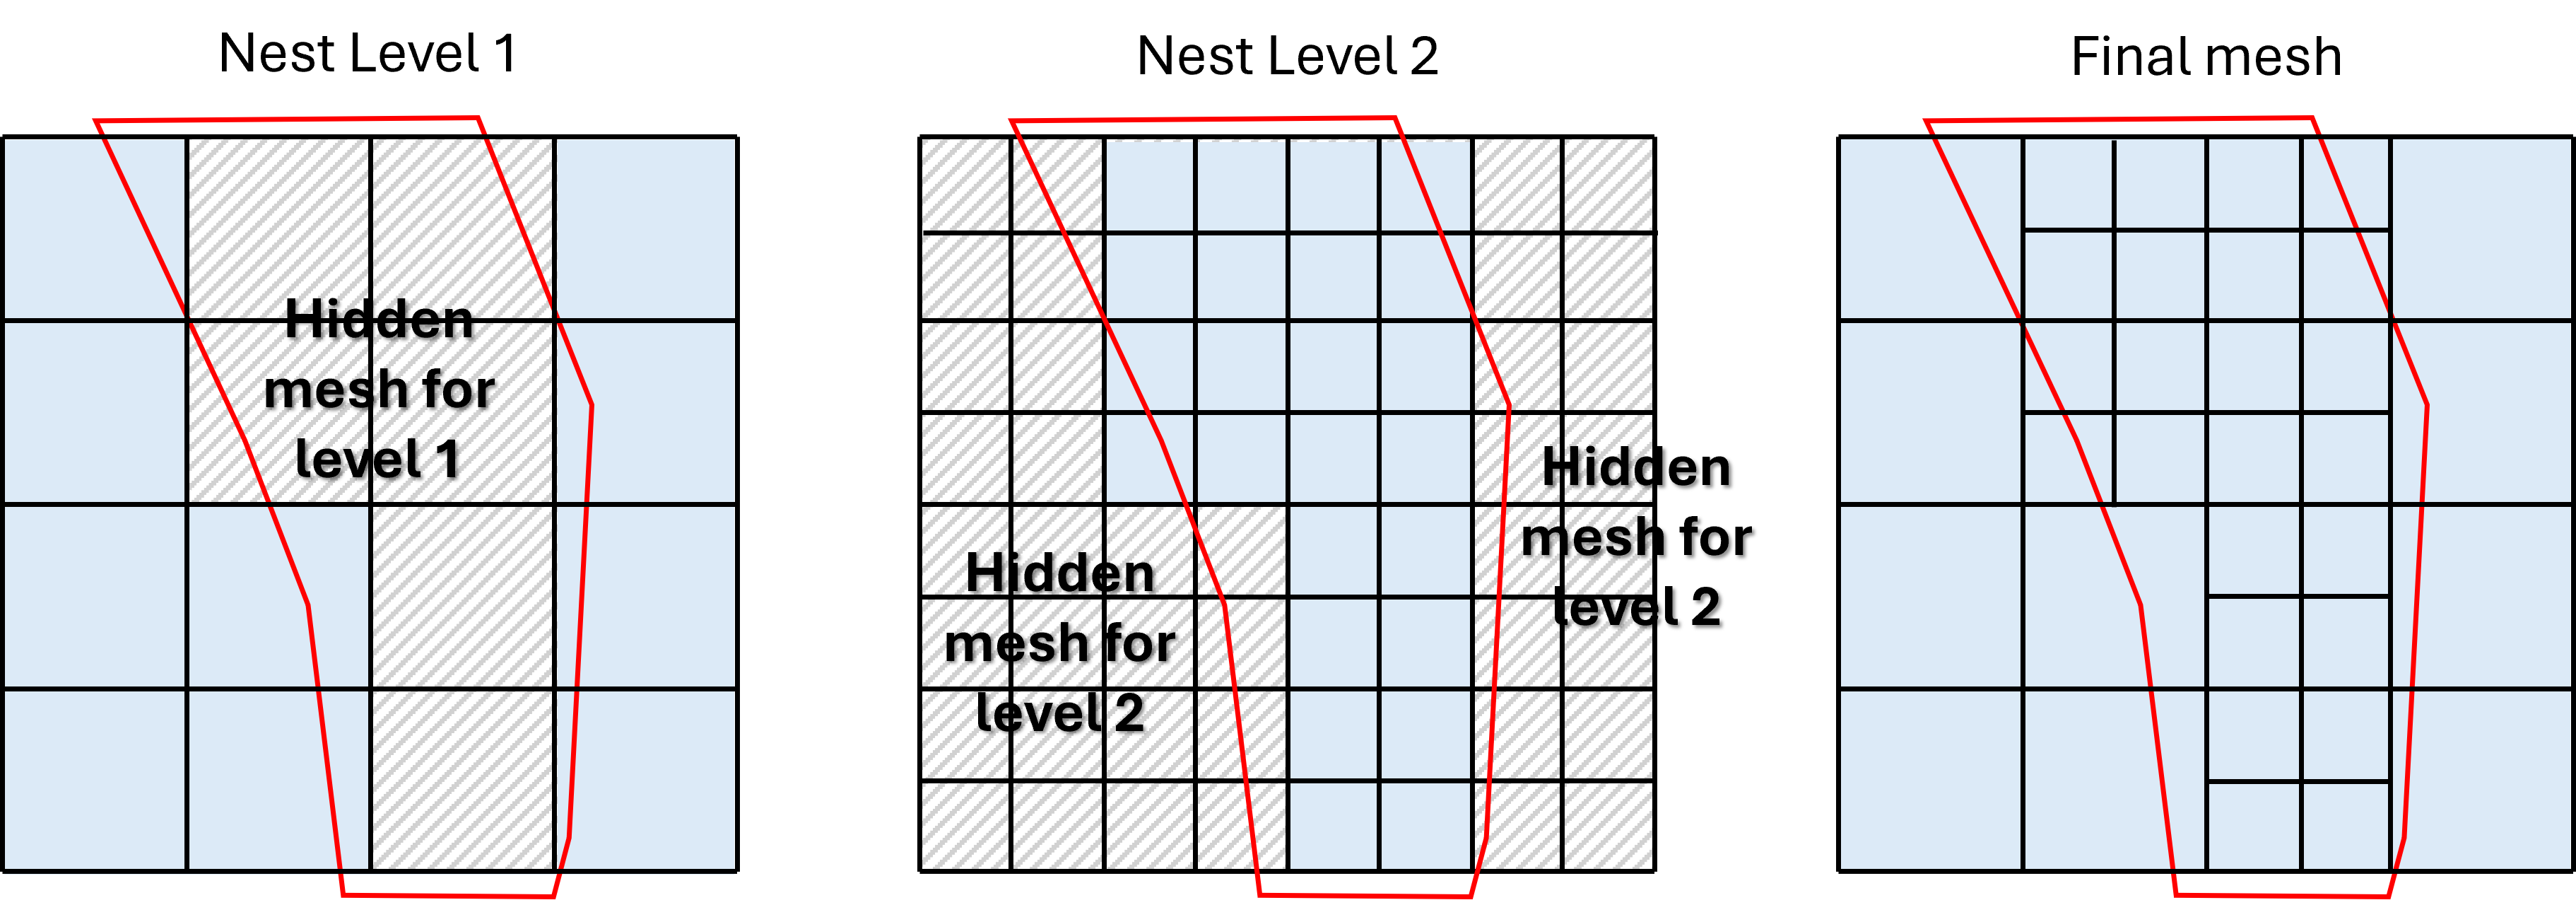 Nest Level 1
Nest Level 2
Final mesh
Hidden
mesh for
level 1
Hidden
mesh for
level 2
Hidden
mesh for
level 2